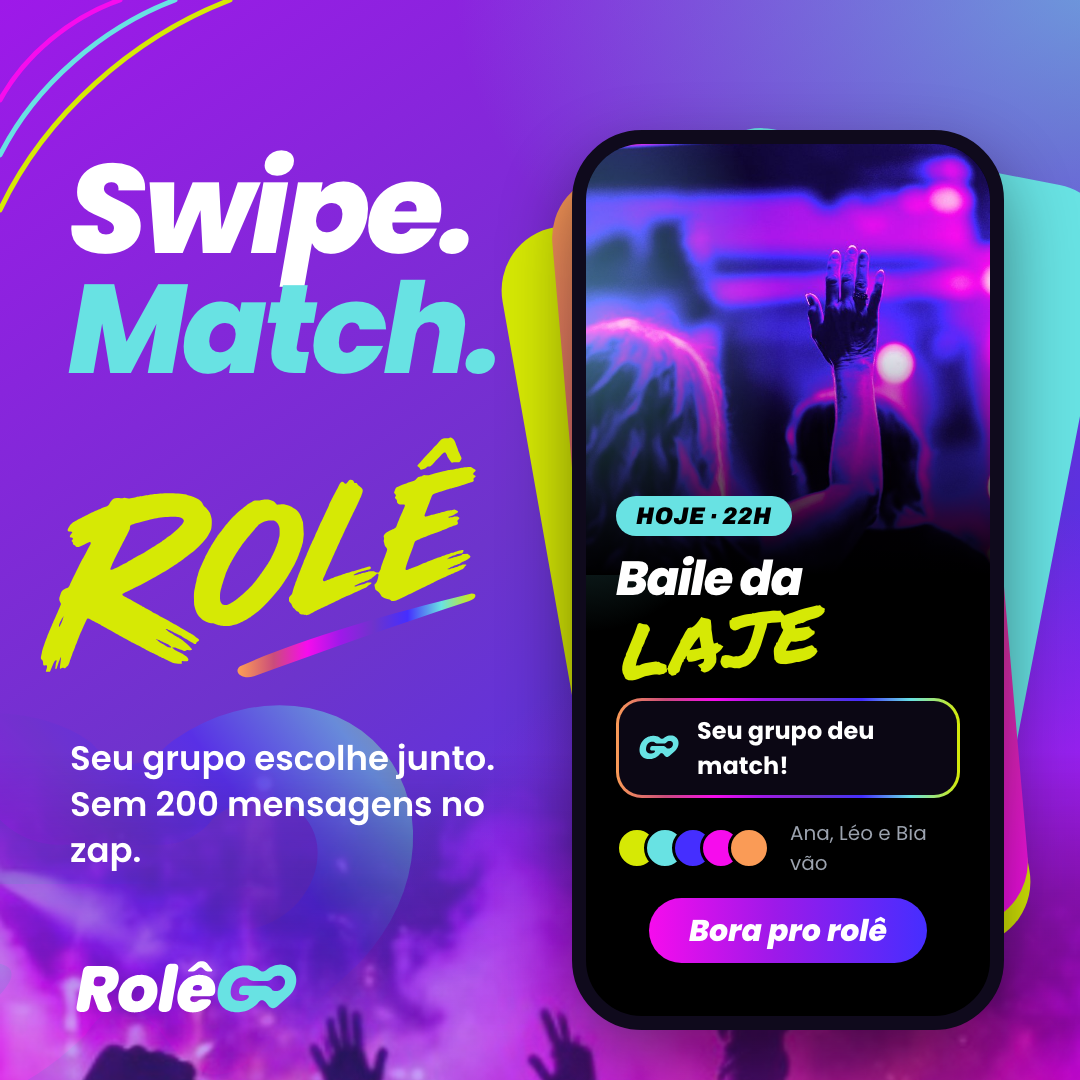 Swipe.
Match.
ROLÊ
Seu grupo escolhe junto.
Sem 200 mensagens no
zap.
RolêGO
HOJE · 22H
Baile da
LAJE
GO
Seu grupo deu
match!
Ana, Léo e Bia
vão
Bora pro rolê